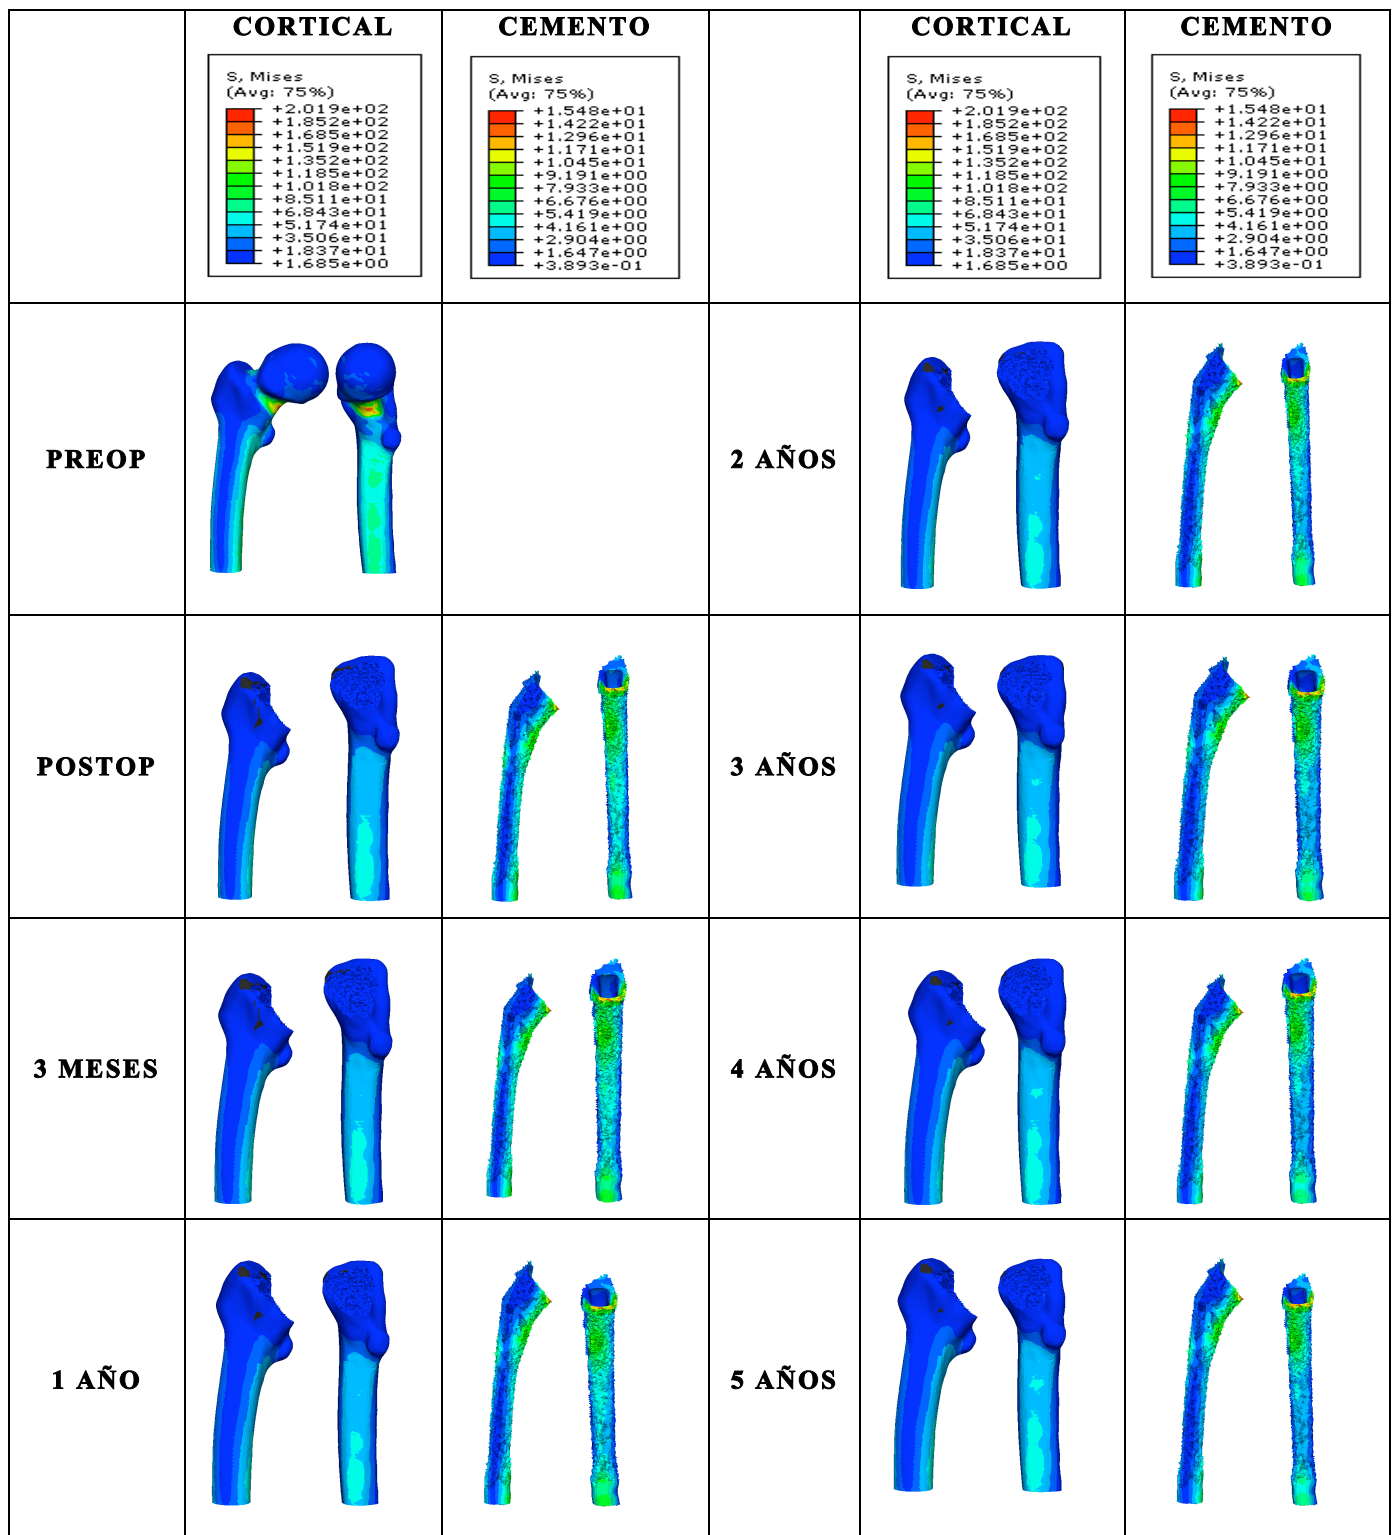 CORTICAL
CEMENTO
CORTICAL
CEMENTO
S, Mises
(Avg: 75%)
+2.019e+02
+1.852e+02
+1.685e+02
+1.519e+02
+1.352e+02
+1.185e+02
+1.018e+02
+8.511e+01
+6.843e+01
+5.174e+01
+3.506e+01
+1.837e+01
+1.685e+00
S, Mises
(Avg: 75%)
+1.548e+01
+1.422e+01
+1.296e+01
+1.171e+01
+1.045e+01
+9.191e+00
+7.933e+00
+6.676e+00
+5.419e+00
+4.161e+00
+2.904e+00
+1.647e+00
+3.893e-01
S, Mises
(Avg: 75%)
+2.019e+02
+1.852e+02
+1.685e+02
+1.519e+02
+1.352e+02
+1.185e+02
+1.018e+02
+8.511e+01
+6.843e+01
+5.174e+01
+3.506e+01
+1.837e+01
+1.685e+00
S, Mises
(Avg: 75%)
+1.548e+01
+1.422e+01
+1.296e+01
+1.171e+01
+1.045e+01
+9.191e+00
+7.933e+00
+6.676e+00
+5.419e+00
+4.161e+00
+2.904e+00
+1.647e+00
+3.893e-01
PREOP
2 AÑOS
POSTOP
3 AÑOS
3 MESES
4 AÑOS
1 AÑO
5 AÑOS